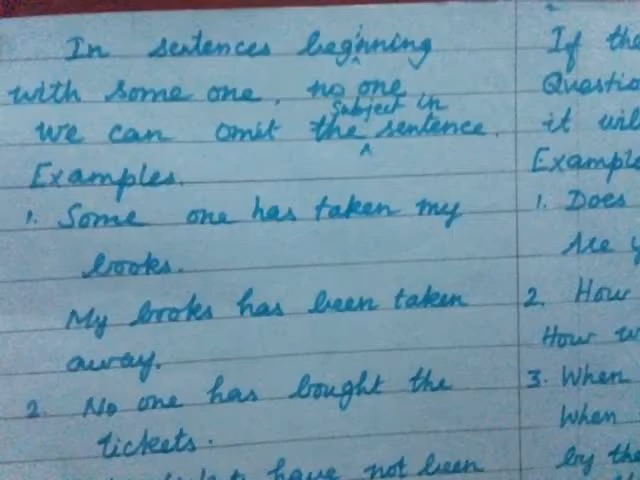 In sentences beginning
with some one, no one
we can omit the subject in sentence.
Examples.
1. Some one has taken my
books.
My books has been taken
away.
2. No one has bought the
tickets.
have not been
If the
Questio
it wil
Example
1. Does
Are y
2. How
How w
3. When
When
by the